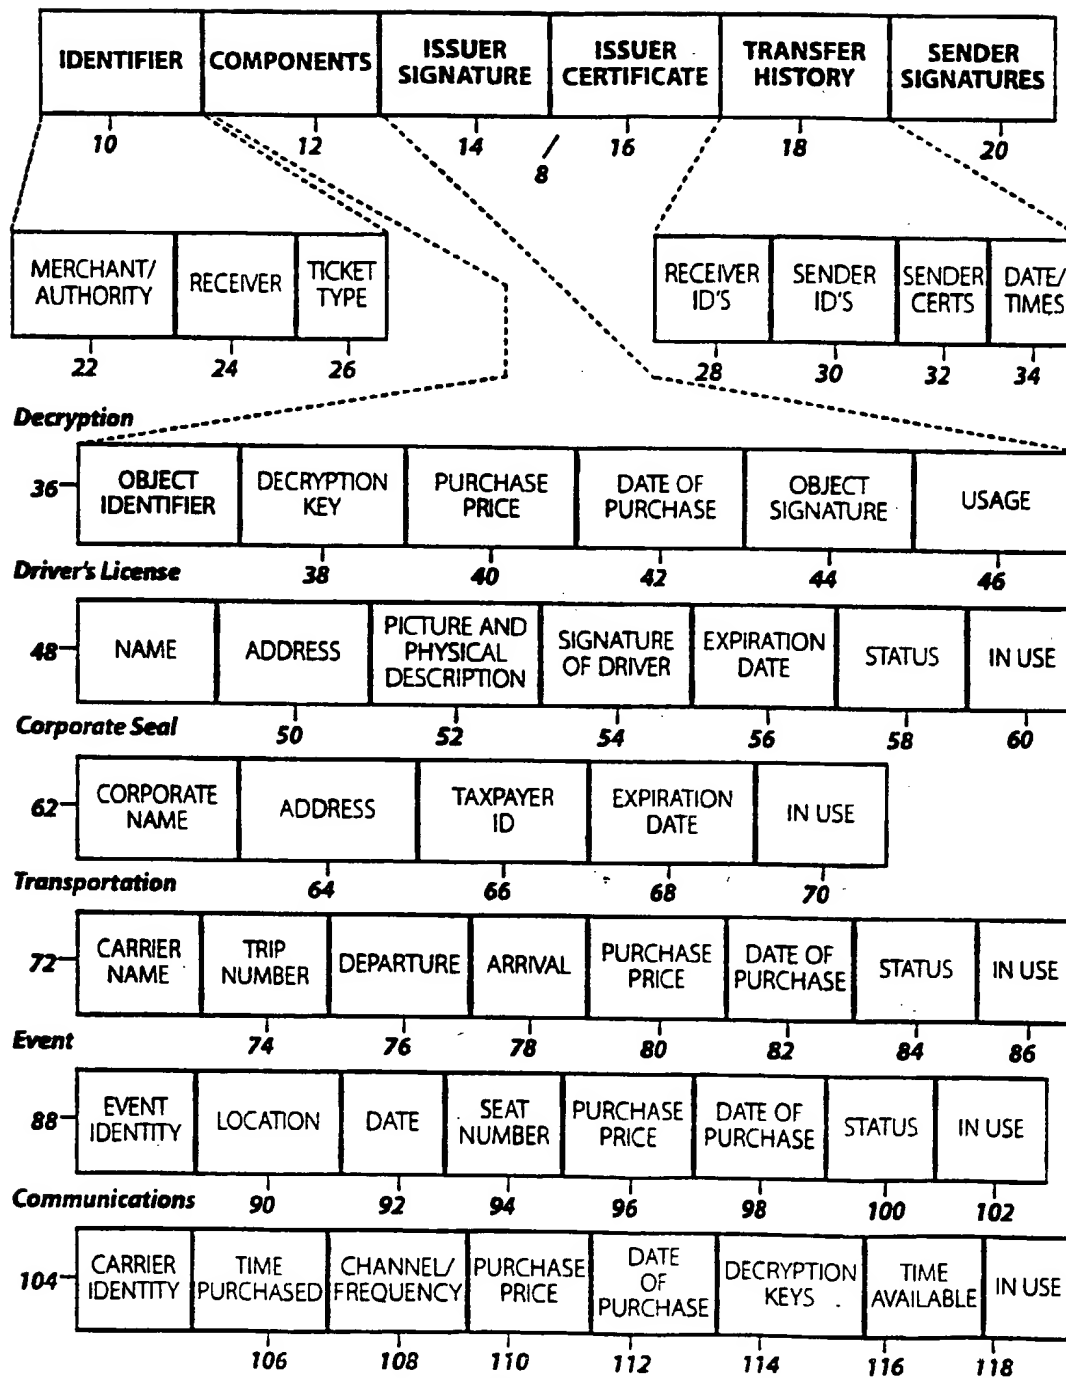 IDENTIFIER COMPONENTS ISSUER SIGNATURE ISSUER CERTIFICATE TRANSFER HISTORY SENDER SIGNATURES
10 12 14 8 16 18 20
MERCHANT/ AUTHORITY RECEIVER TICKET TYPE RECEIVER ID'S SENDER ID'S SENDER CERTS DATE/ TIMES
22 24 26 28 30 32 34
Decryption
36 OBJECT IDENTIFIER DECRYPTION KEY PURCHASE PRICE DATE OF PURCHASE OBJECT SIGNATURE USAGE
38 40 42 44 46
Driver's License
48 NAME ADDRESS PICTURE AND PHYSICAL DESCRIPTION SIGNATURE OF DRIVER EXPIRATION DATE STATUS IN USE
50 52 54 56 58 60
Corporate Seal
62 CORPORATE NAME ADDRESS TAXPAYER ID EXPIRATION DATE IN USE
64 66 68 70
Transportation
72 CARRIER NAME TRIP NUMBER DEPARTURE ARRIVAL PURCHASE PRICE DATE OF PURCHASE STATUS IN USE
74 76 78 80 82 84 86
Event
88 EVENT IDENTITY LOCATION DATE SEAT NUMBER PURCHASE PRICE DATE OF PURCHASE STATUS IN USE
90 92 94 96 98 100 102
Communications
104 CARRIER IDENTITY TIME PURCHASED CHANNEL/ FREQUENCY PURCHASE PRICE DATE OF PURCHASE DECRYPTION KEYS TIME AVAILABLE IN USE
106 108 110 112 114 116 118